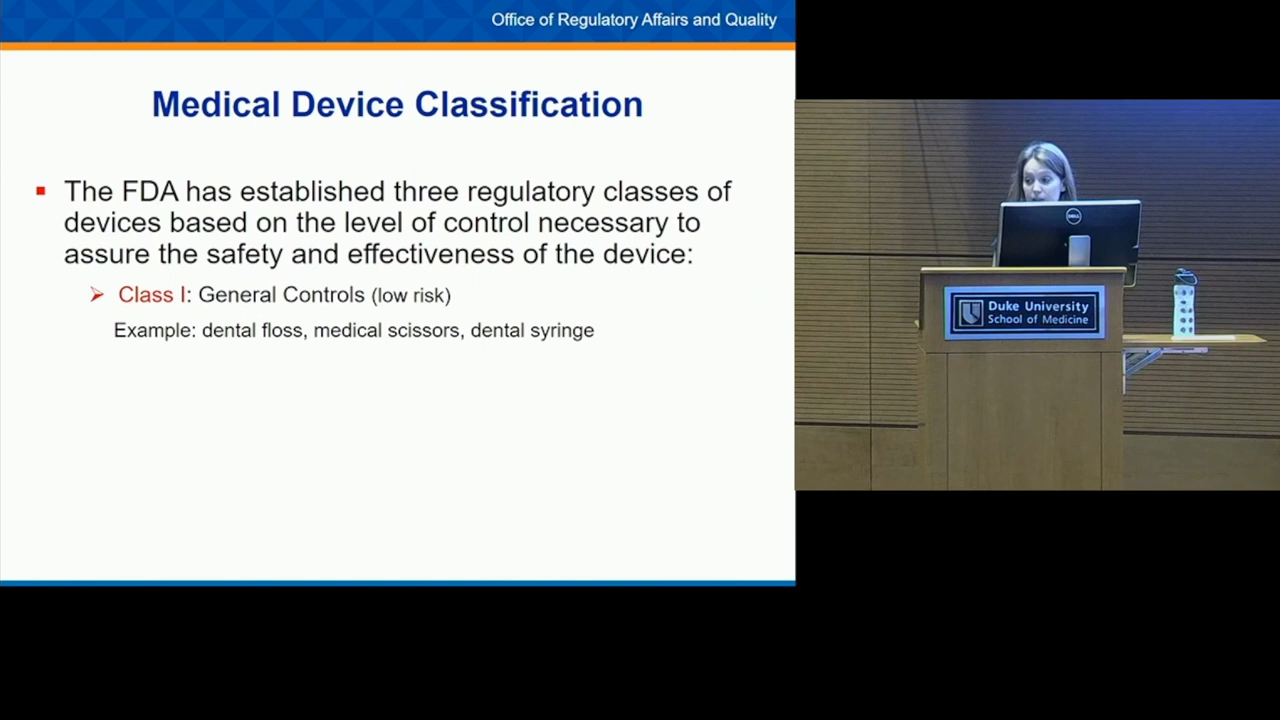 Office of Regulatory Affairs and Quality
Medical Device Classification
▪ The FDA has established three regulatory classes of
devices based on the level of control necessary to
assure the safety and effectiveness of the device:
➢ Class I: General Controls (low risk)
Example: dental floss, medical scissors, dental syringe
DELL
Duke University
School of Medicine